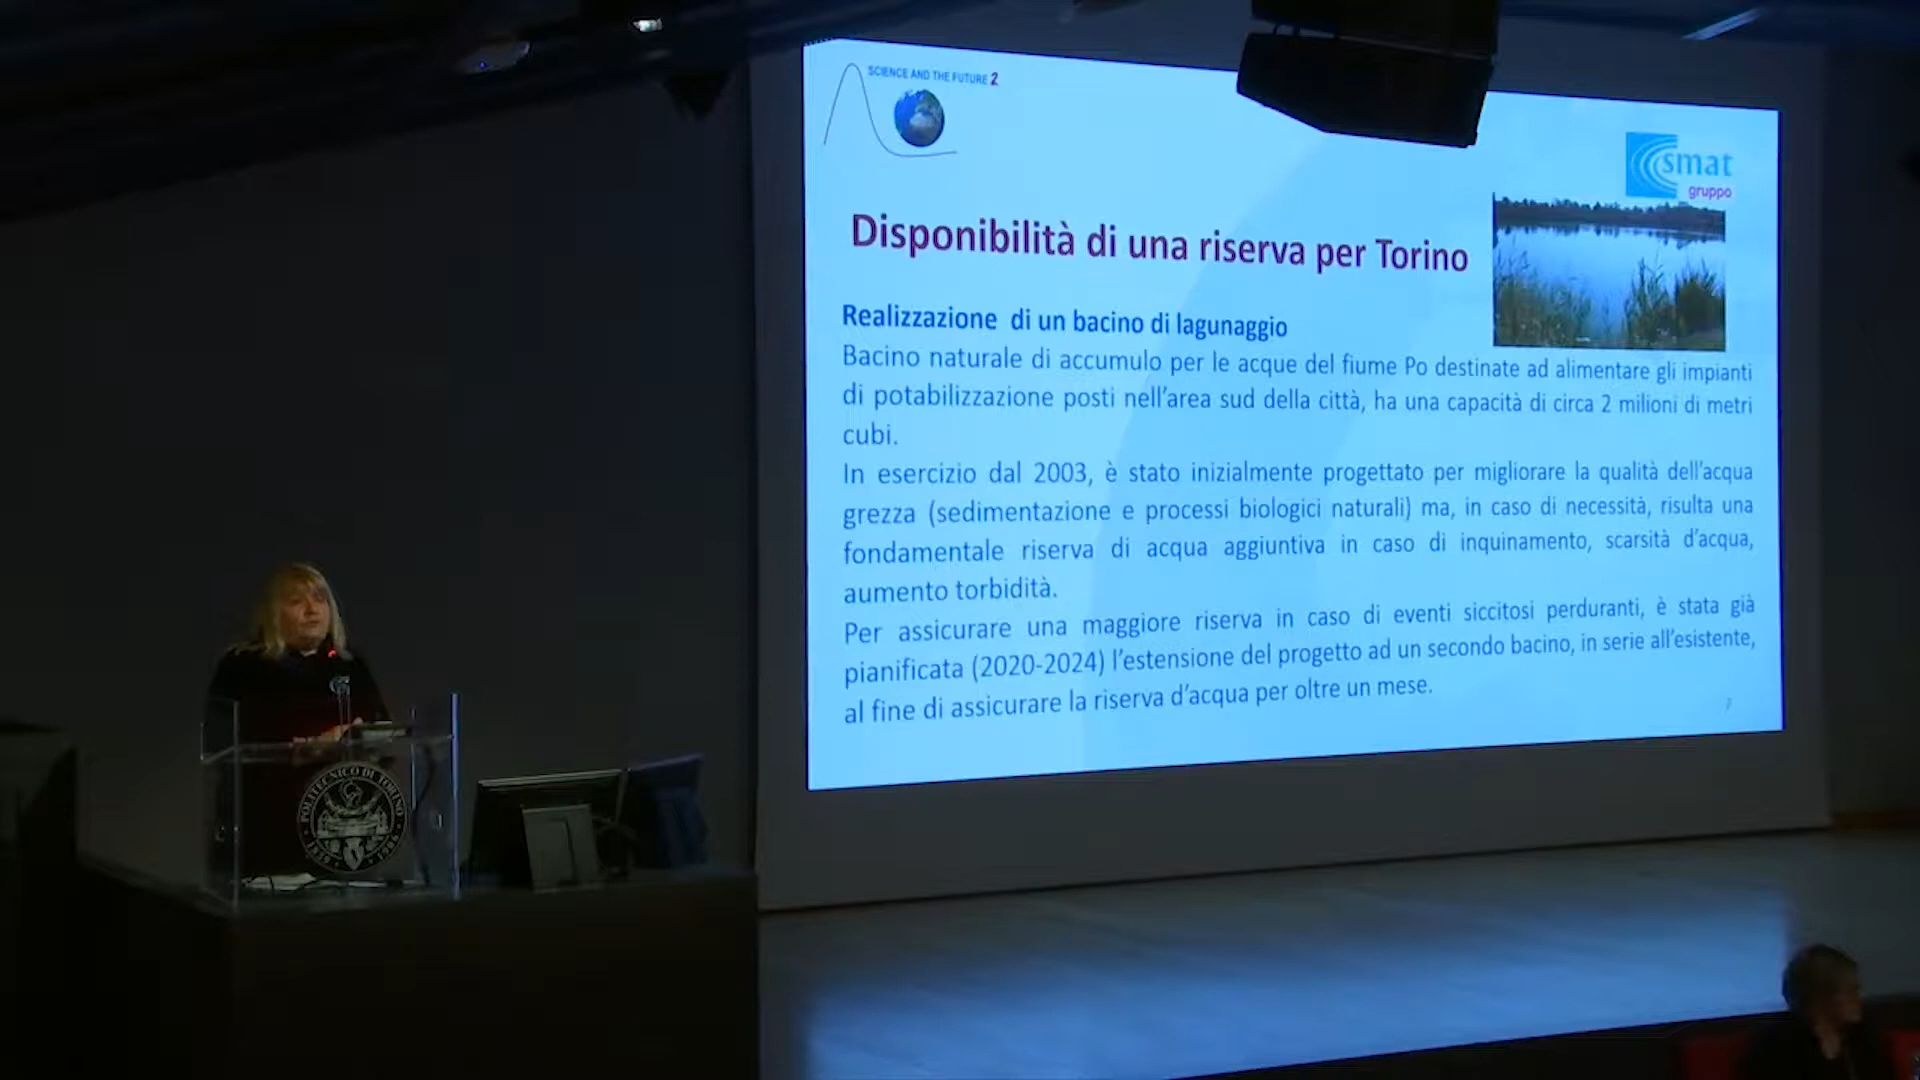 SCIENCE AND THE FUTURE 2
smat
gruppo
Disponibilità di una riserva per Torino
Realizzazione di un bacino di lagunaggio
Bacino naturale di accumulo per le acque del fiume Po destinate ad alimentare gli impianti
di potabilizzazione posti nell'area sud della città, ha una capacità di circa 2 milioni di metri
cubi.
In esercizio dal 2003, è stato inizialmente progettato per migliorare la qualità dell'acqua
grezza (sedimentazione e processi biologici naturali) ma, in caso di necessità, risulta una
fondamentale riserva di acqua aggiuntiva in caso di inquinamento, scarsità d'acqua,
aumento torbidità.
Per assicurare una maggiore riserva in caso di eventi siccitosi perduranti, è stata già
pianificata (2020-2024) l'estensione del progetto ad un secondo bacino, in serie all'esistente,
al fine di assicurare la riserva d'acqua per oltre un mese.
7
POLITECNICO DI TORINO
1859 1906